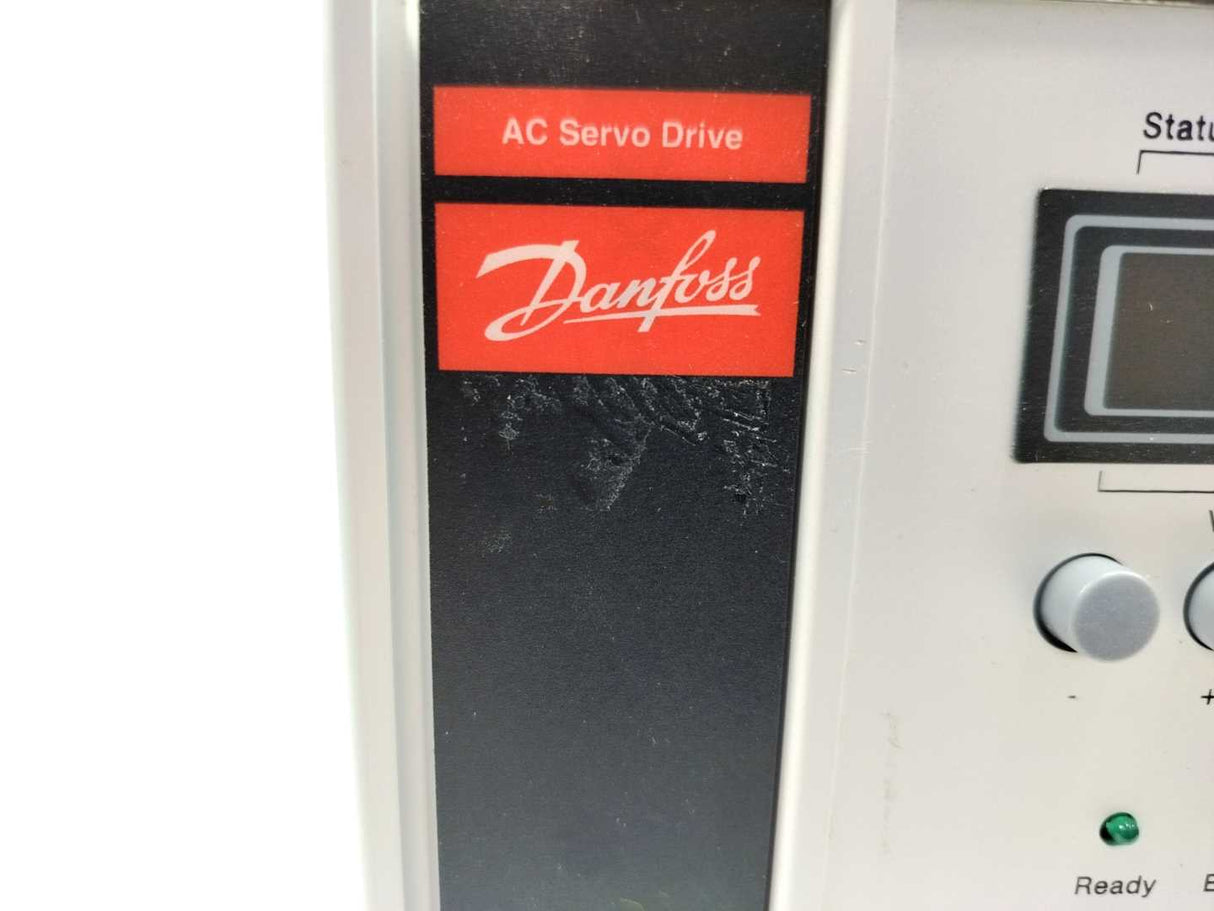 AC Servo Drive
Danfoss
Statu
-
+
Ready